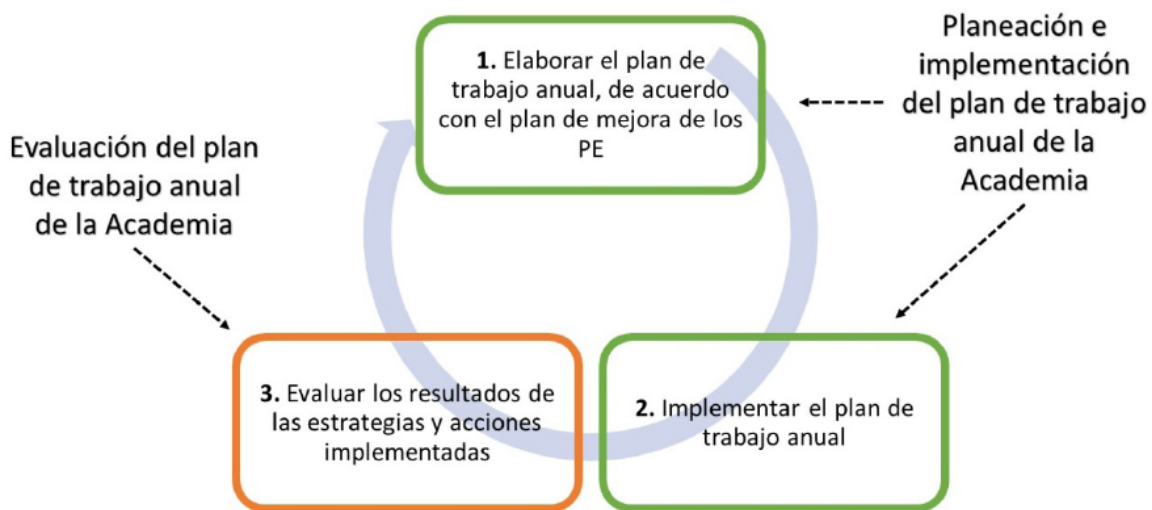 1. Elaborar el plan de
trabajo anual, de acuerdo
con el plan de mejora de los
PE
Planeación e
implementación
del plan de trabajo
anual de la
Academia
Evaluación del plan
de trabajo anual
de la Academia
3. Evaluar los resultados de
las estrategias y acciones
implementadas
2. Implementar el plan de
trabajo anual